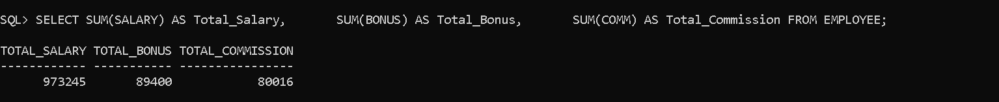 SQL> SELECT SUM(SALARY) AS Total_Salary,       SUM(BONUS) AS Total_Bonus,       SUM(COMM) AS Total_Commission FROM EMPLOYEE;
TOTAL_SALARY TOTAL_BONUS TOTAL_COMMISSION
------------ ----------- ----------------
      973245       89400            80016